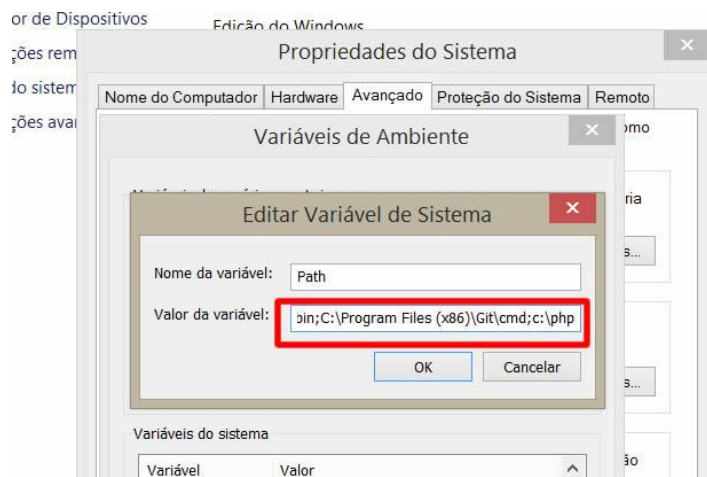 or de Dispositivos
Edição do Windows
ções rem
Propriedades do Sistema
do sistem
Nome do Computador Hardware Avançado Proteção do Sistema Remoto
ções avan
Variáveis de Ambiente
omo
ria
Editar Variável de Sistema
s...
Nome da variável: Path
Valor da variável: bin;C:\Program Files (x86)\Git\cmd;c:\php
OK Cancelar
s...
Variáveis do sistema
ão
Variável Valor